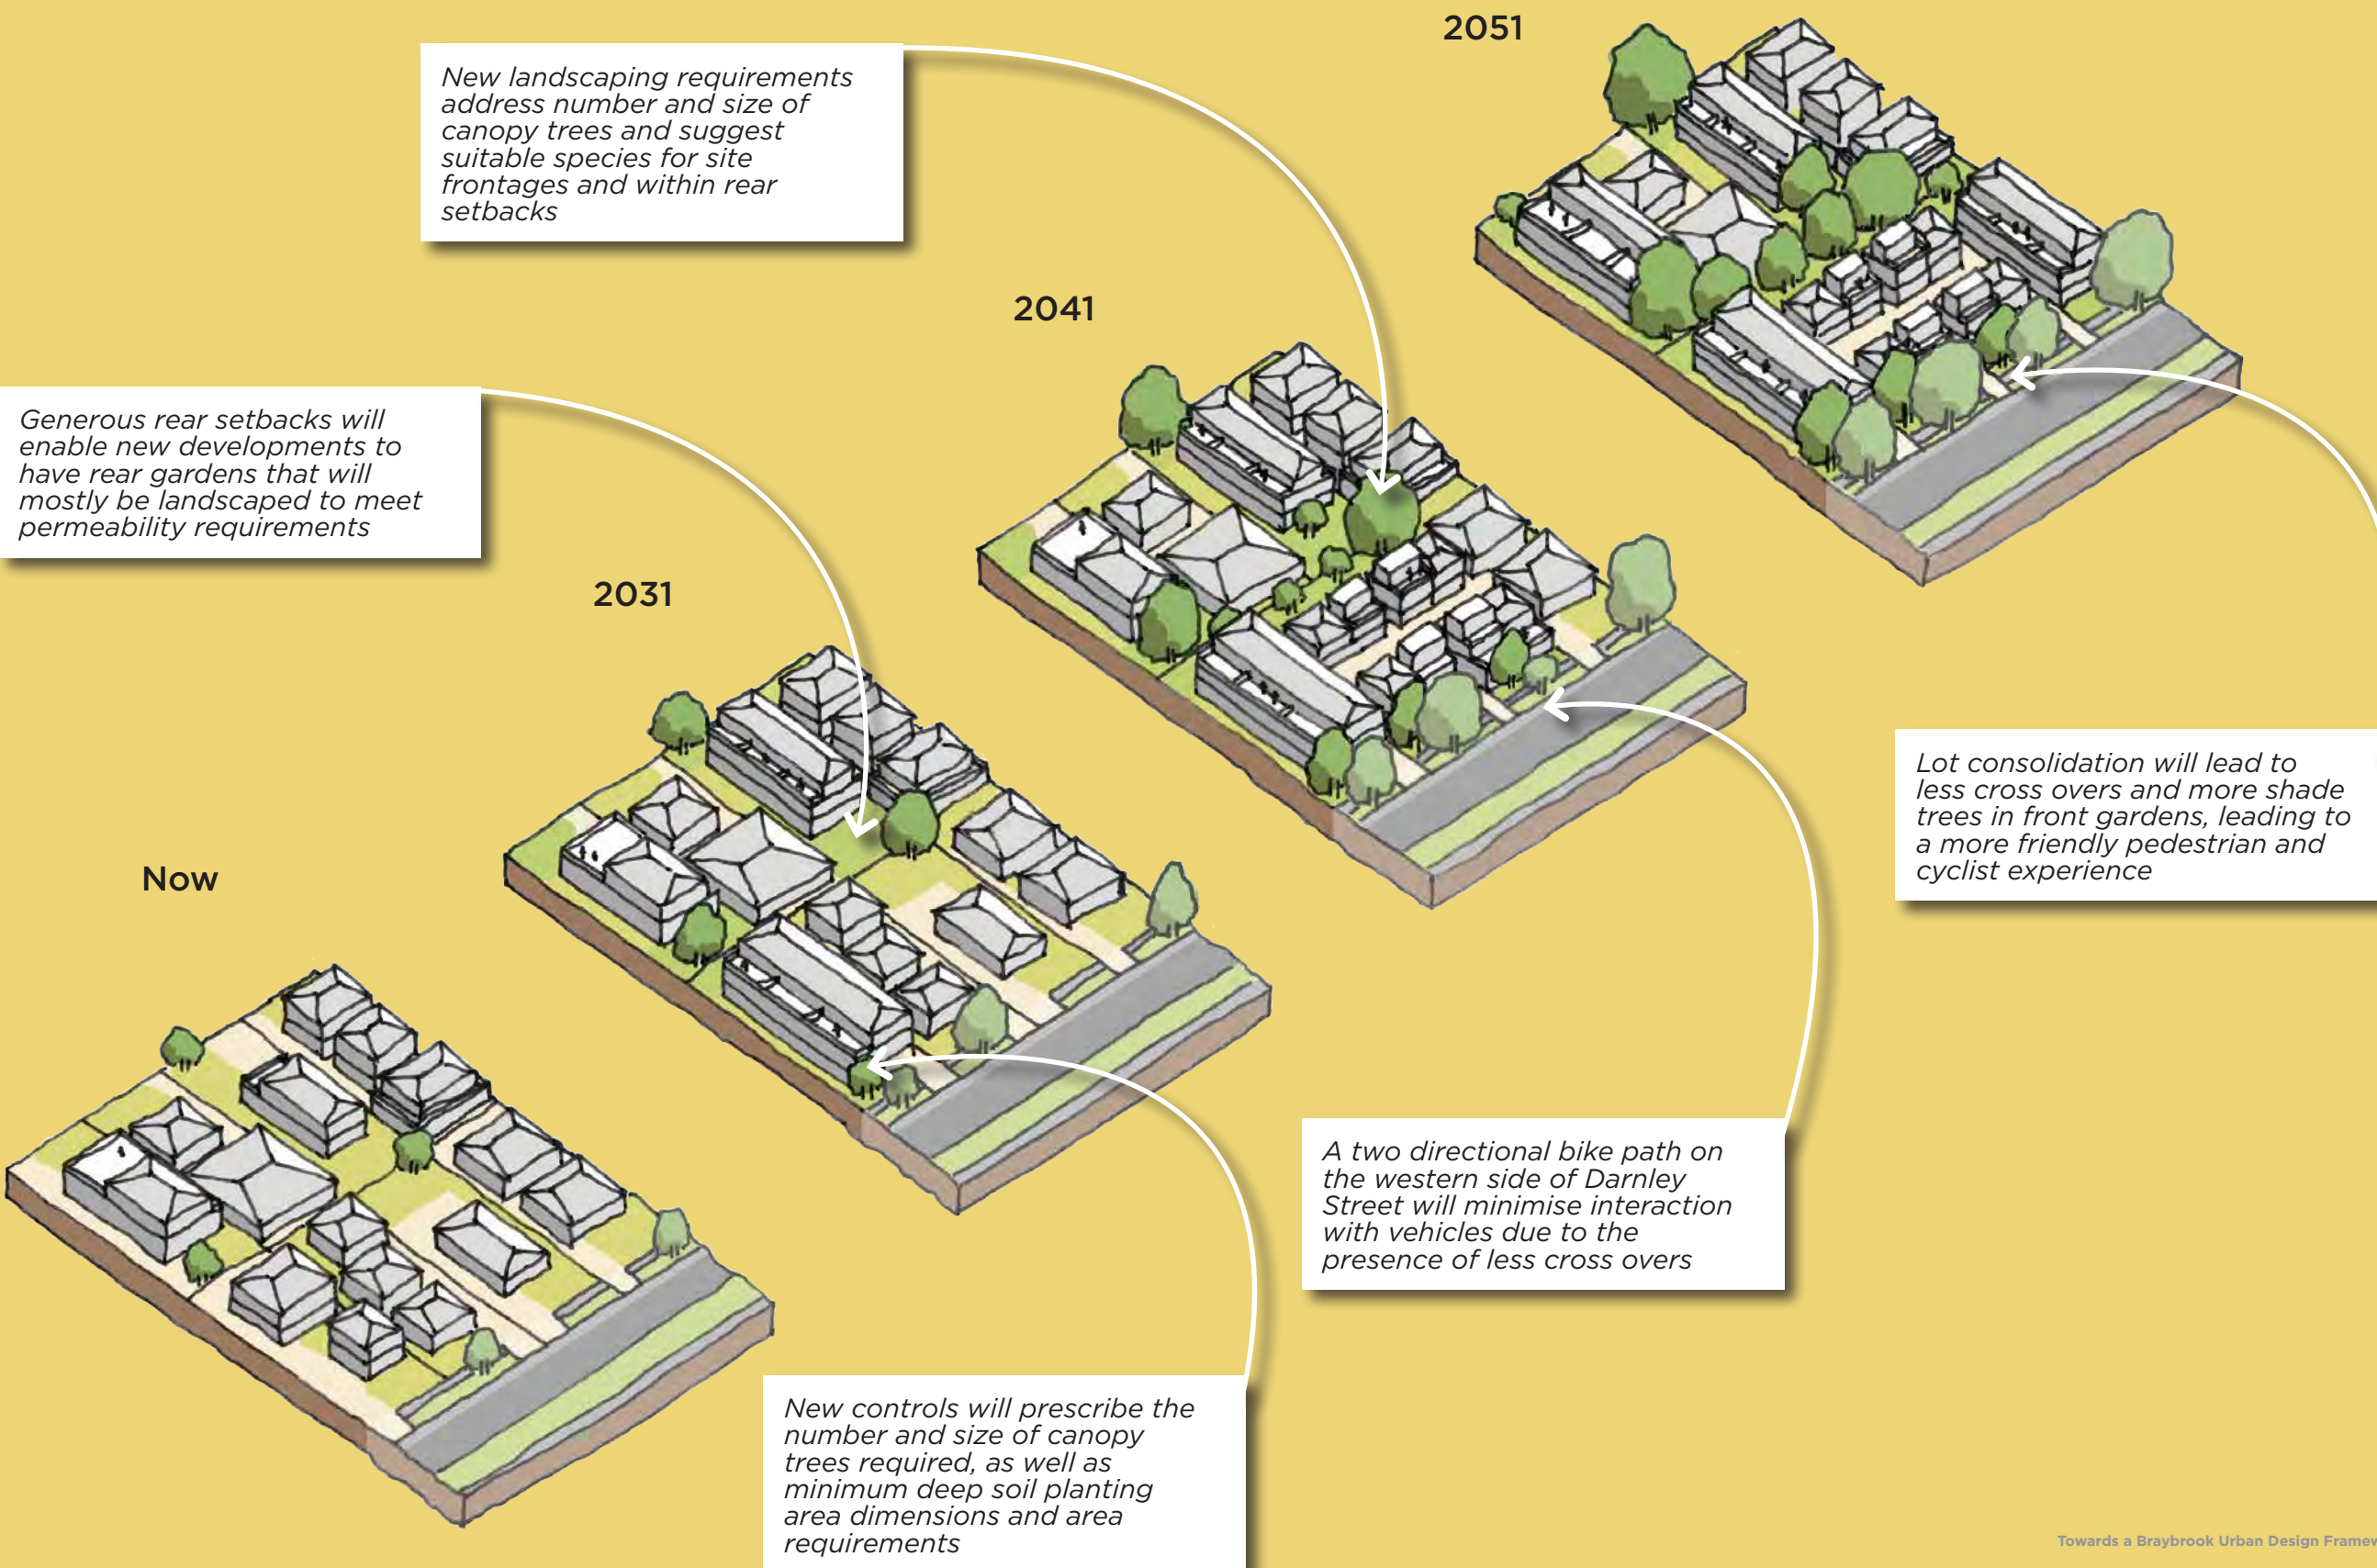 2051
New landscaping requirements
address number and size of
canopy trees and suggest
suitable species for site
frontages and within rear
setbacks
2041
Generous rear setbacks will
enable new developments to
have rear gardens that will
mostly be landscaped to meet
permeability requirements
2031
Lot consolidation will lead to
less cross overs and more shade
trees in front gardens, leading to
a more friendly pedestrian and
cyclist experience
Now
A two directional bike path on
the western side of Darnley
Street will minimise interaction
with vehicles due to the
presence of less cross overs
New controls will prescribe the
number and size of canopy
trees required, as well as
minimum deep soil planting
area dimensions and area
requirements
Towards a Braybrook Urban Design